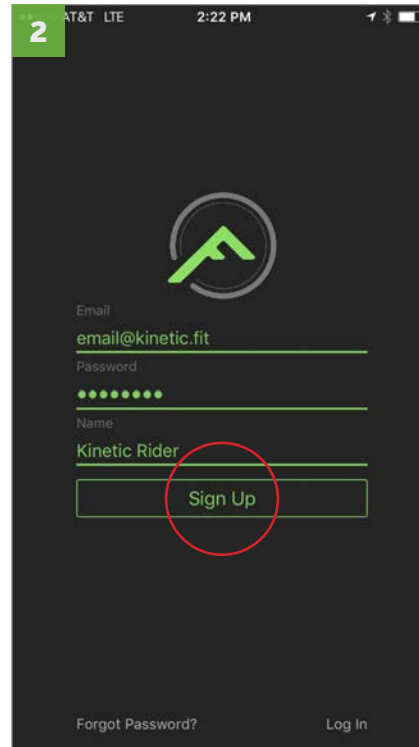 2
AT&T LTE 2:22 PM
Email
email@kinetic.fit
Password
●●●●●●●●
Name
Kinetic Rider
Sign Up
Forgot Password? Log In